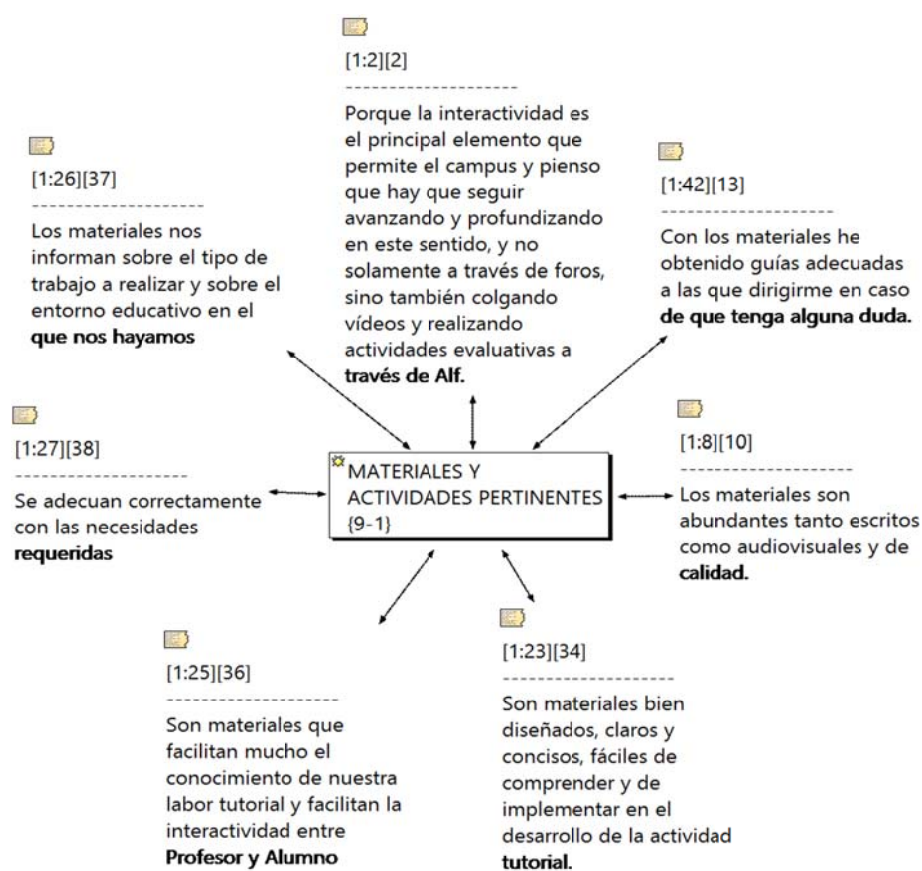 [1:2][2]
--------------------
Porque la interactividad es
el principal elemento que
permite el campus y pienso
que hay que seguir
avanzando y profundizando
en este sentido, y no
solamente a través de foros,
sino también colgando
vídeos y realizando
actividades evaluativas a
través de Alf.
[1:26][37]
--------------------
Los materiales nos
informan sobre el tipo de
trabajo a realizar y sobre el
entorno educativo en el
que nos hayamos
[1:42][13]
--------------------
Con los materiales he
obtenido guías adecuadas
a las que dirigirme en caso
de que tenga alguna duda.
[1:27][38]
--------------------
Se adecuan correctamente
con las necesidades
requeridas
MATERIALES Y
ACTIVIDADES PERTINENTES
{9-1}
[1:8][10]
--------------------
Los materiales son
abundantes tanto escritos
como audiovisuales y de
calidad.
[1:25][36]
--------------------
Son materiales que
facilitan mucho el
conocimiento de nuestra
labor tutorial y facilitan la
interactividad entre
Profesor y Alumno
[1:23][34]
--------------------
Son materiales bien
diseñados, claros y
concisos, fáciles de
comprender y de
implementar en el
desarrollo de la actividad
tutorial.